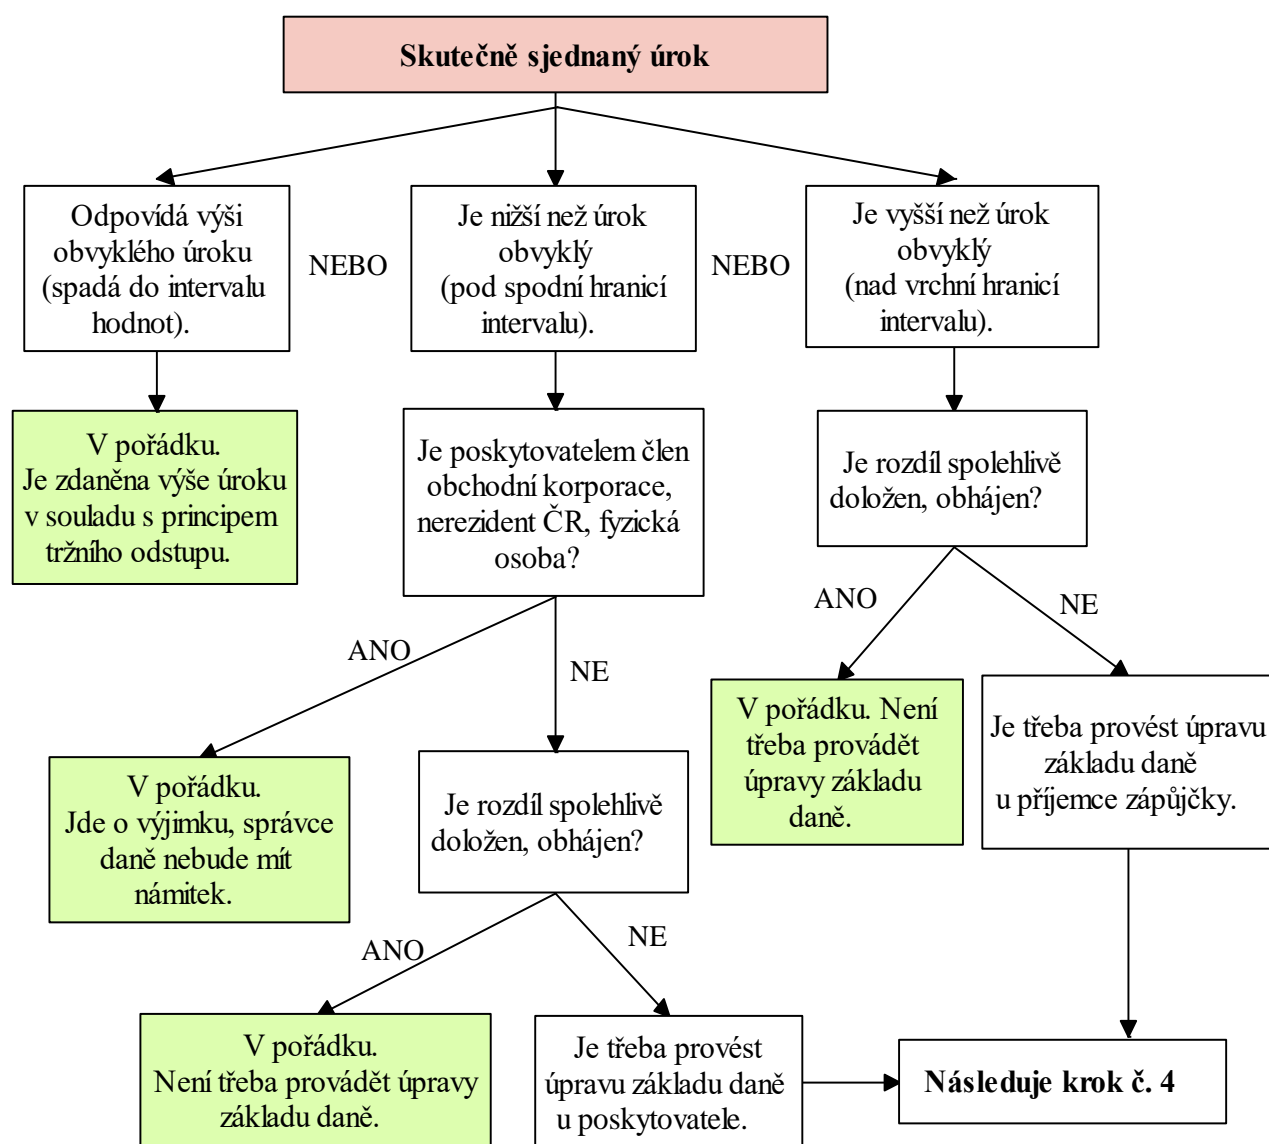 Skutečně sjednaný úrok
Odpovídá výši
obvyklého úroku
(spadá do intervalu
hodnot).
NEBO
Je nižší než úrok
obvyklý
(pod spodní hranicí
intervalu).
NEBO
Je vyšší než úrok
obvyklý
(nad vrchní hranicí
intervalu).
V pořádku.
Je zdaněna výše úroku
v souladu s principem
tržního odstupu.
Je poskytovatelem člen
obchodní korporace,
nerezident ČR, fyzická
osoba?
Je rozdíl spolehlivě
doložen, obhájen?
ANO
NE
ANO
NE
V pořádku.
Jde o výjimku, správce
daně nebude mít
námitek.
Je rozdíl spolehlivě
doložen, obhájen?
V pořádku. Není
třeba provádět
úpravy základu
daně.
Je třeba provést úpravu
základu daně
u příjemce zápůjčky.
ANO
NE
V pořádku.
Není třeba provádět úpravy
základu daně.
Je třeba provést
úpravu základu daně
u poskytovatele.
Následuje krok č. 4